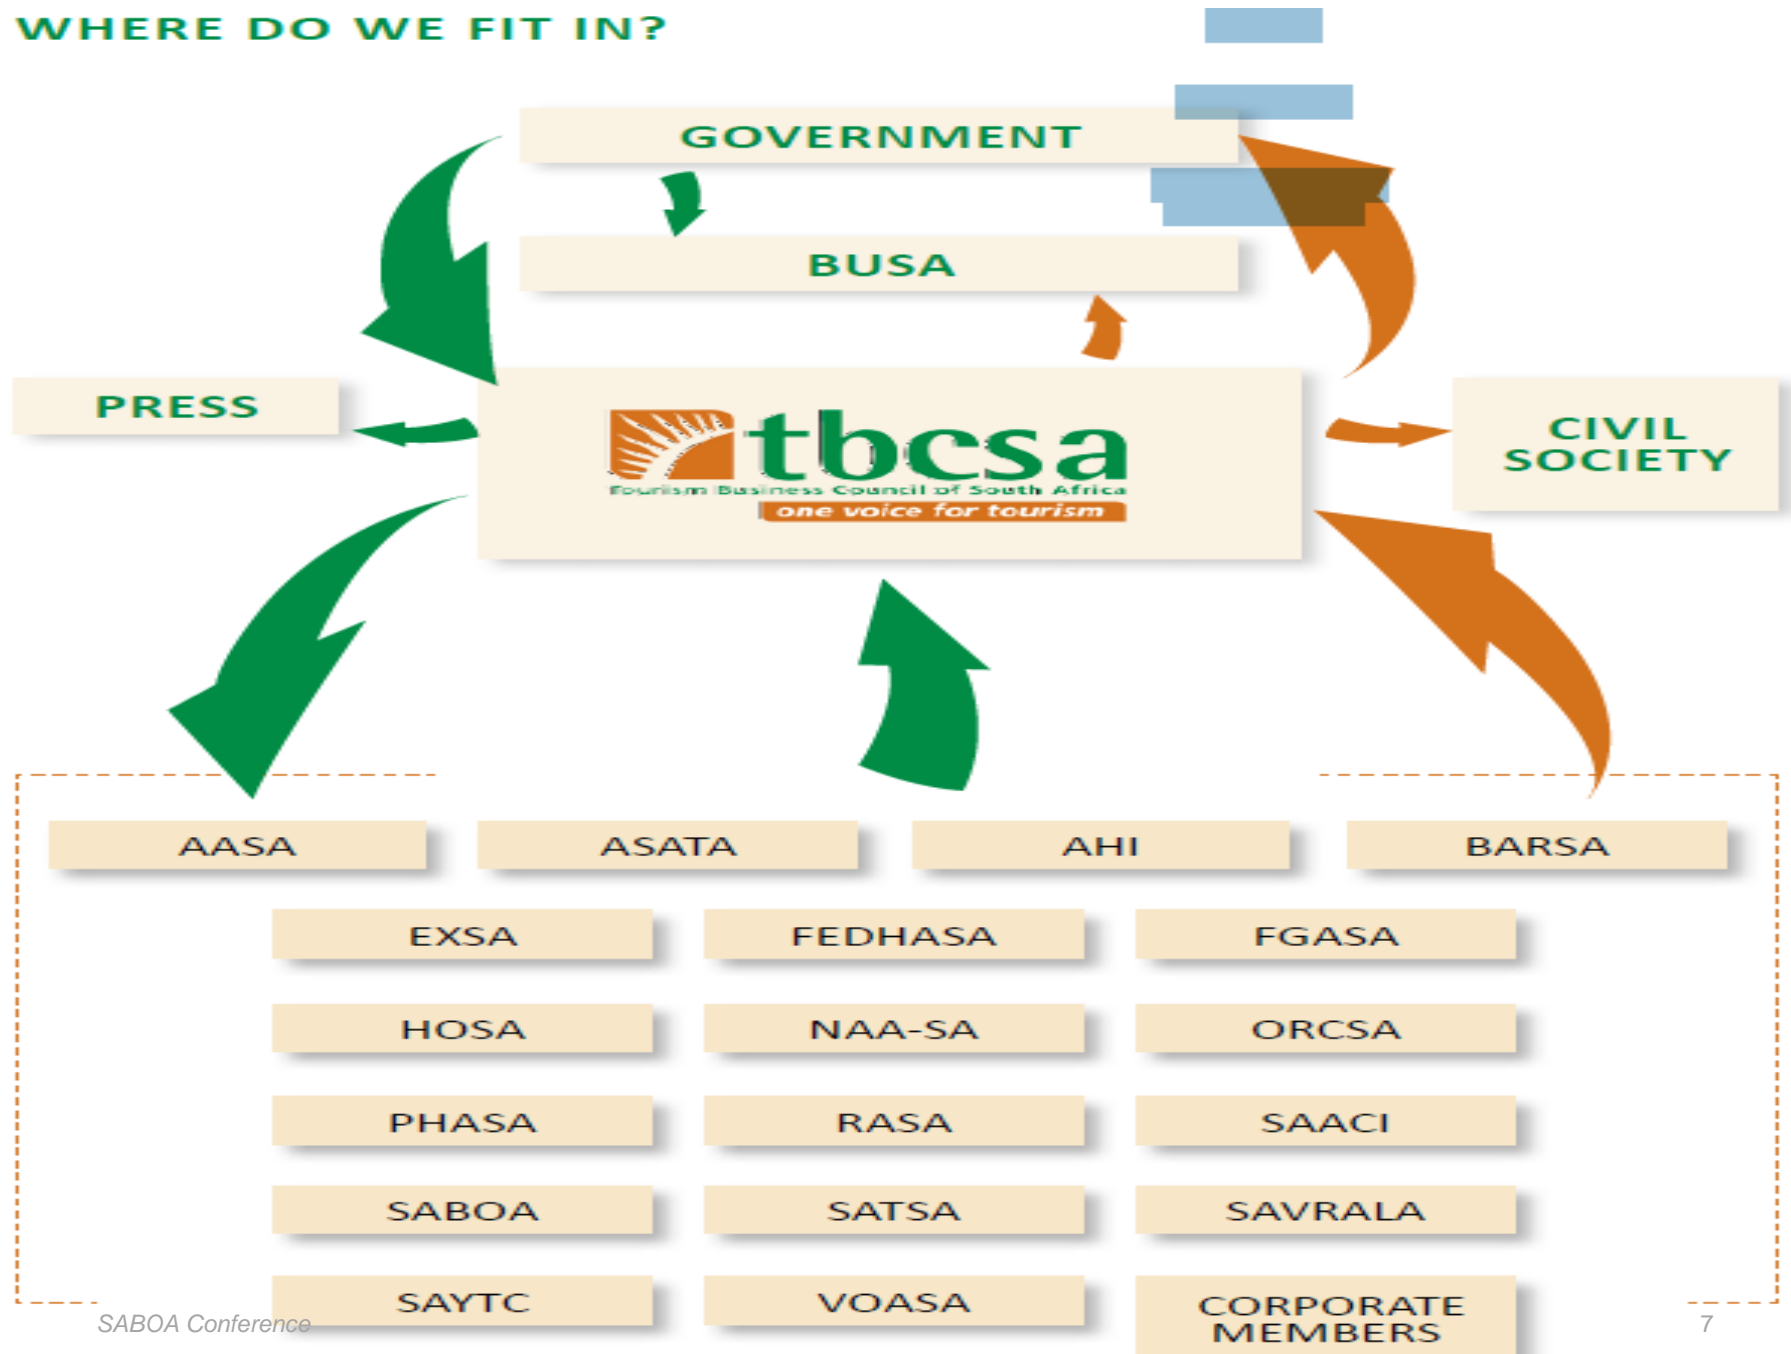 WHERE DO WE FIT IN?
GOVERNMENT
BUSA
PRESS
tbcsa
Tourism Business Council of South Africa
one voice for tourism
CIVIL
SOCIETY
AASA
ASATA
AHI
BARSA
EXSA
FEDHASA
FGASA
HOSA
NAA-SA
ORCSA
PHASA
RASA
SAACI
SABOA
SATSA
SAVRALA
SAYTC
VOASA
CORPORATE
MEMBERS
SABOA Conference
7